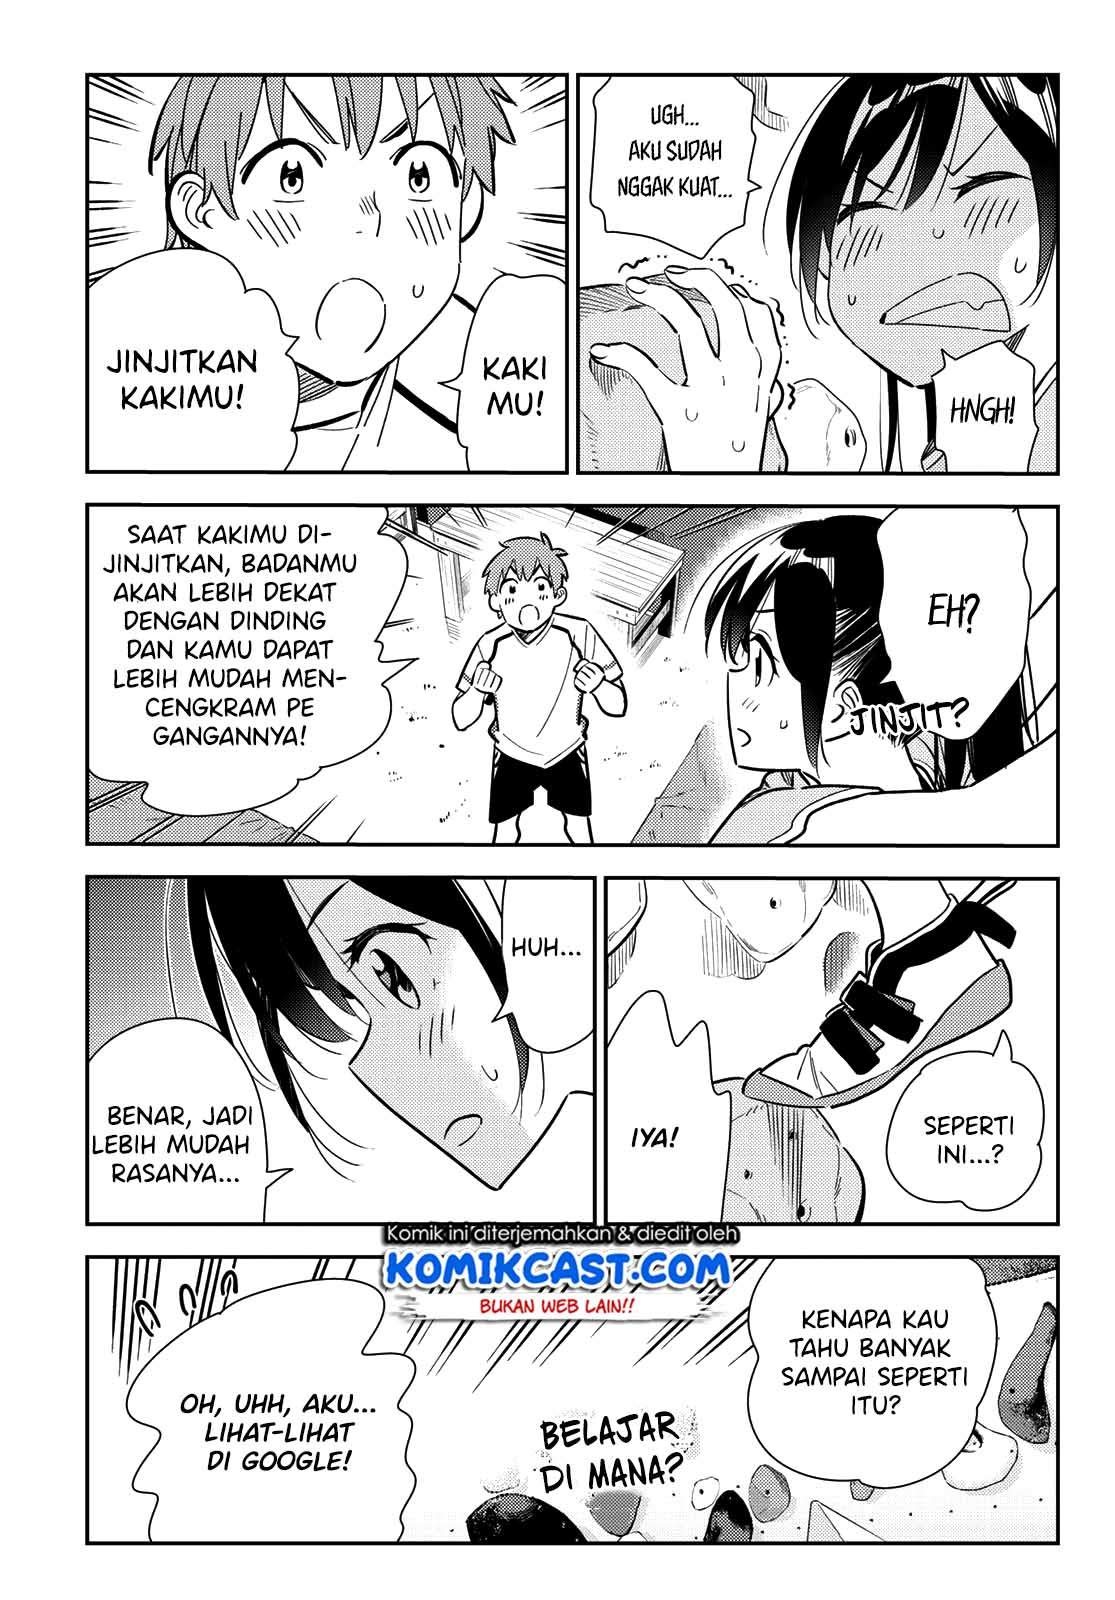 UGH...
AKU SUDAH
NGGAK KUAT...
HNGH!
KAKI
MU!
JINJITKAN
KAKIMU!
EH?
JINJIT?
SAAT KAKIMU DI-
JINJITKAN, BADANMU
AKAN LEBIH DEKAT
DENGAN DINDING
DAN KAMU DAPAT
LEBIH MUDAH MEN-
CENGKRAM PE
GANGANNYA!
SEPERTI
INI...?
IYA!
HUH...
BENAR, JADI
LEBIH MUDAH
RASANYA...
Komik ini diterjemahkan & diedit oleh
KOMIKCAST.COM
BUKAN WEB LAIN!!
KENAPA KAU
TAHU BANYAK
SAMPAI SEPERTI
ITU?
BELAJAR
DI MANA?
OH, UHH, AKU...
LIHAT-LIHAT
DI GOOGLE!